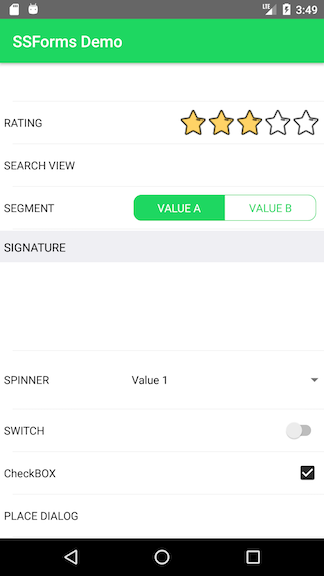 LTE 3:49
SSForms Demo
RATING
SEARCH VIEW
SEGMENT VALUE A VALUE B
SIGNATURE
SPINNER Value 1
SWITCH
CheckBOX
PLACE DIALOG